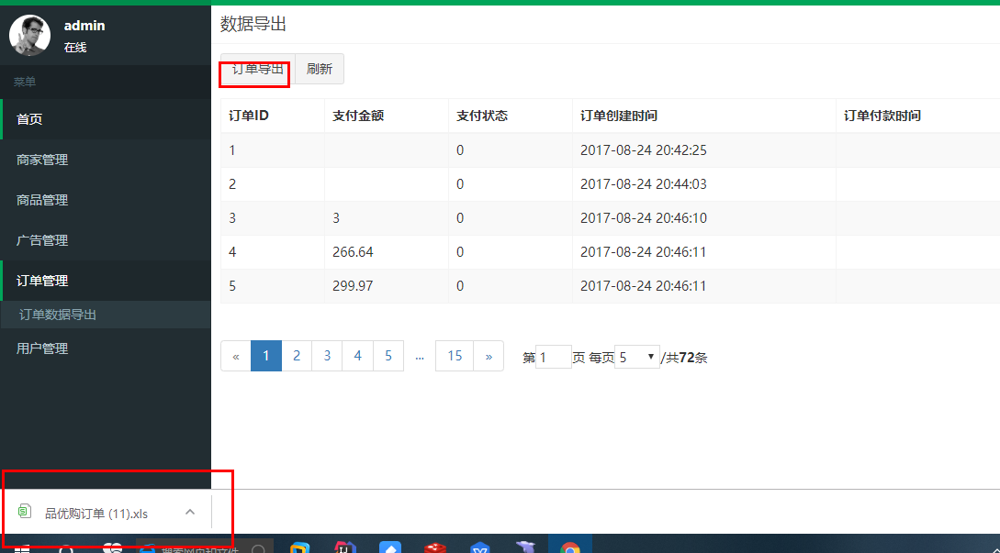 admin
在线
菜单
首页
商家管理
商品管理
广告管理
订单管理
订单数据导出
用户管理
数据导出
订单导出 刷新
订单ID 支付金额 支付状态 订单创建时间 订单付款时间
1 0 2017-08-24 20:42:25
2 0 2017-08-24 20:44:03
3 3 0 2017-08-24 20:46:10
4 266.64 0 2017-08-24 20:46:11
5 299.97 0 2017-08-24 20:46:11
« 1 2 3 4 5 ... 15 » 第 1 页 每页 5 /共72条
品优购订单 (11).xls
搜索网页和文件